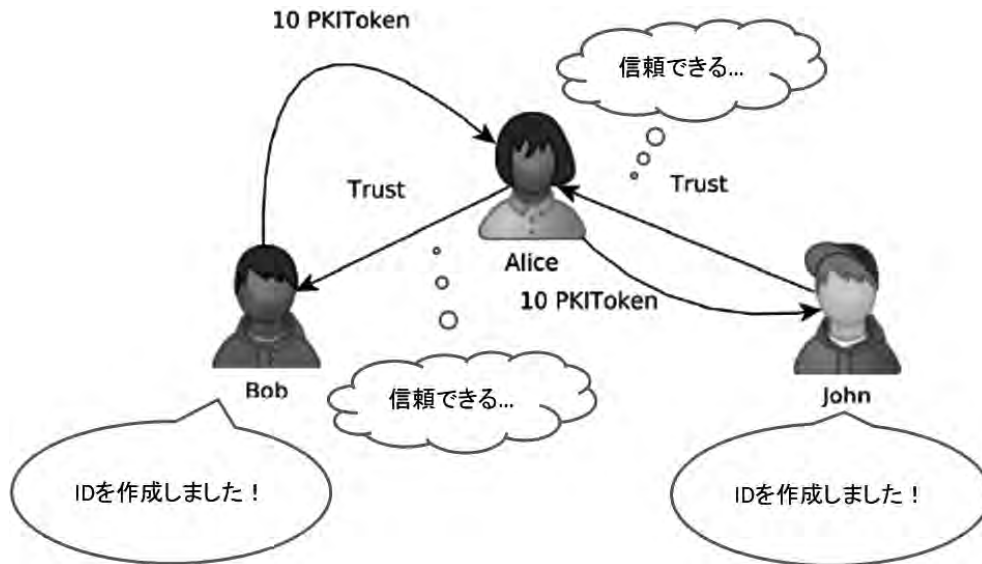 10 PKIToken
信頼できる...
Trust
Trust
Alice
10 PKIToken
Bob
信頼できる...
John
IDを作成しました！
IDを作成しました！